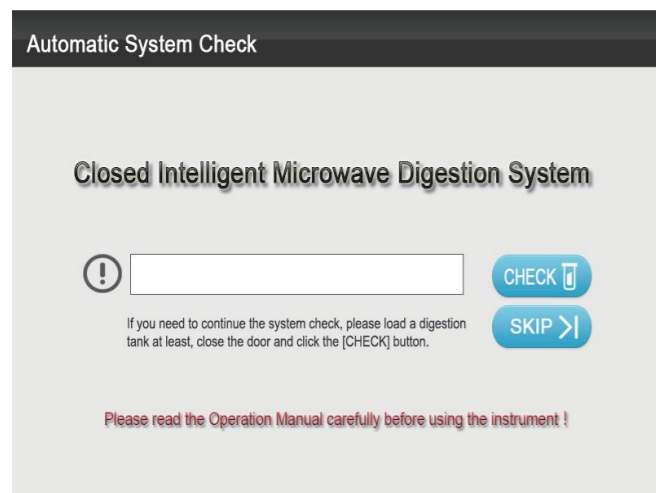 Automatic System Check
Closed Intelligent Microwave Digestion System
CHECK
If you need to continue the system check, please load a digestion
tank at least, close the door and click the [CHECK] button.
SKIP
Please read the Operation Manual carefully before using the instrument !